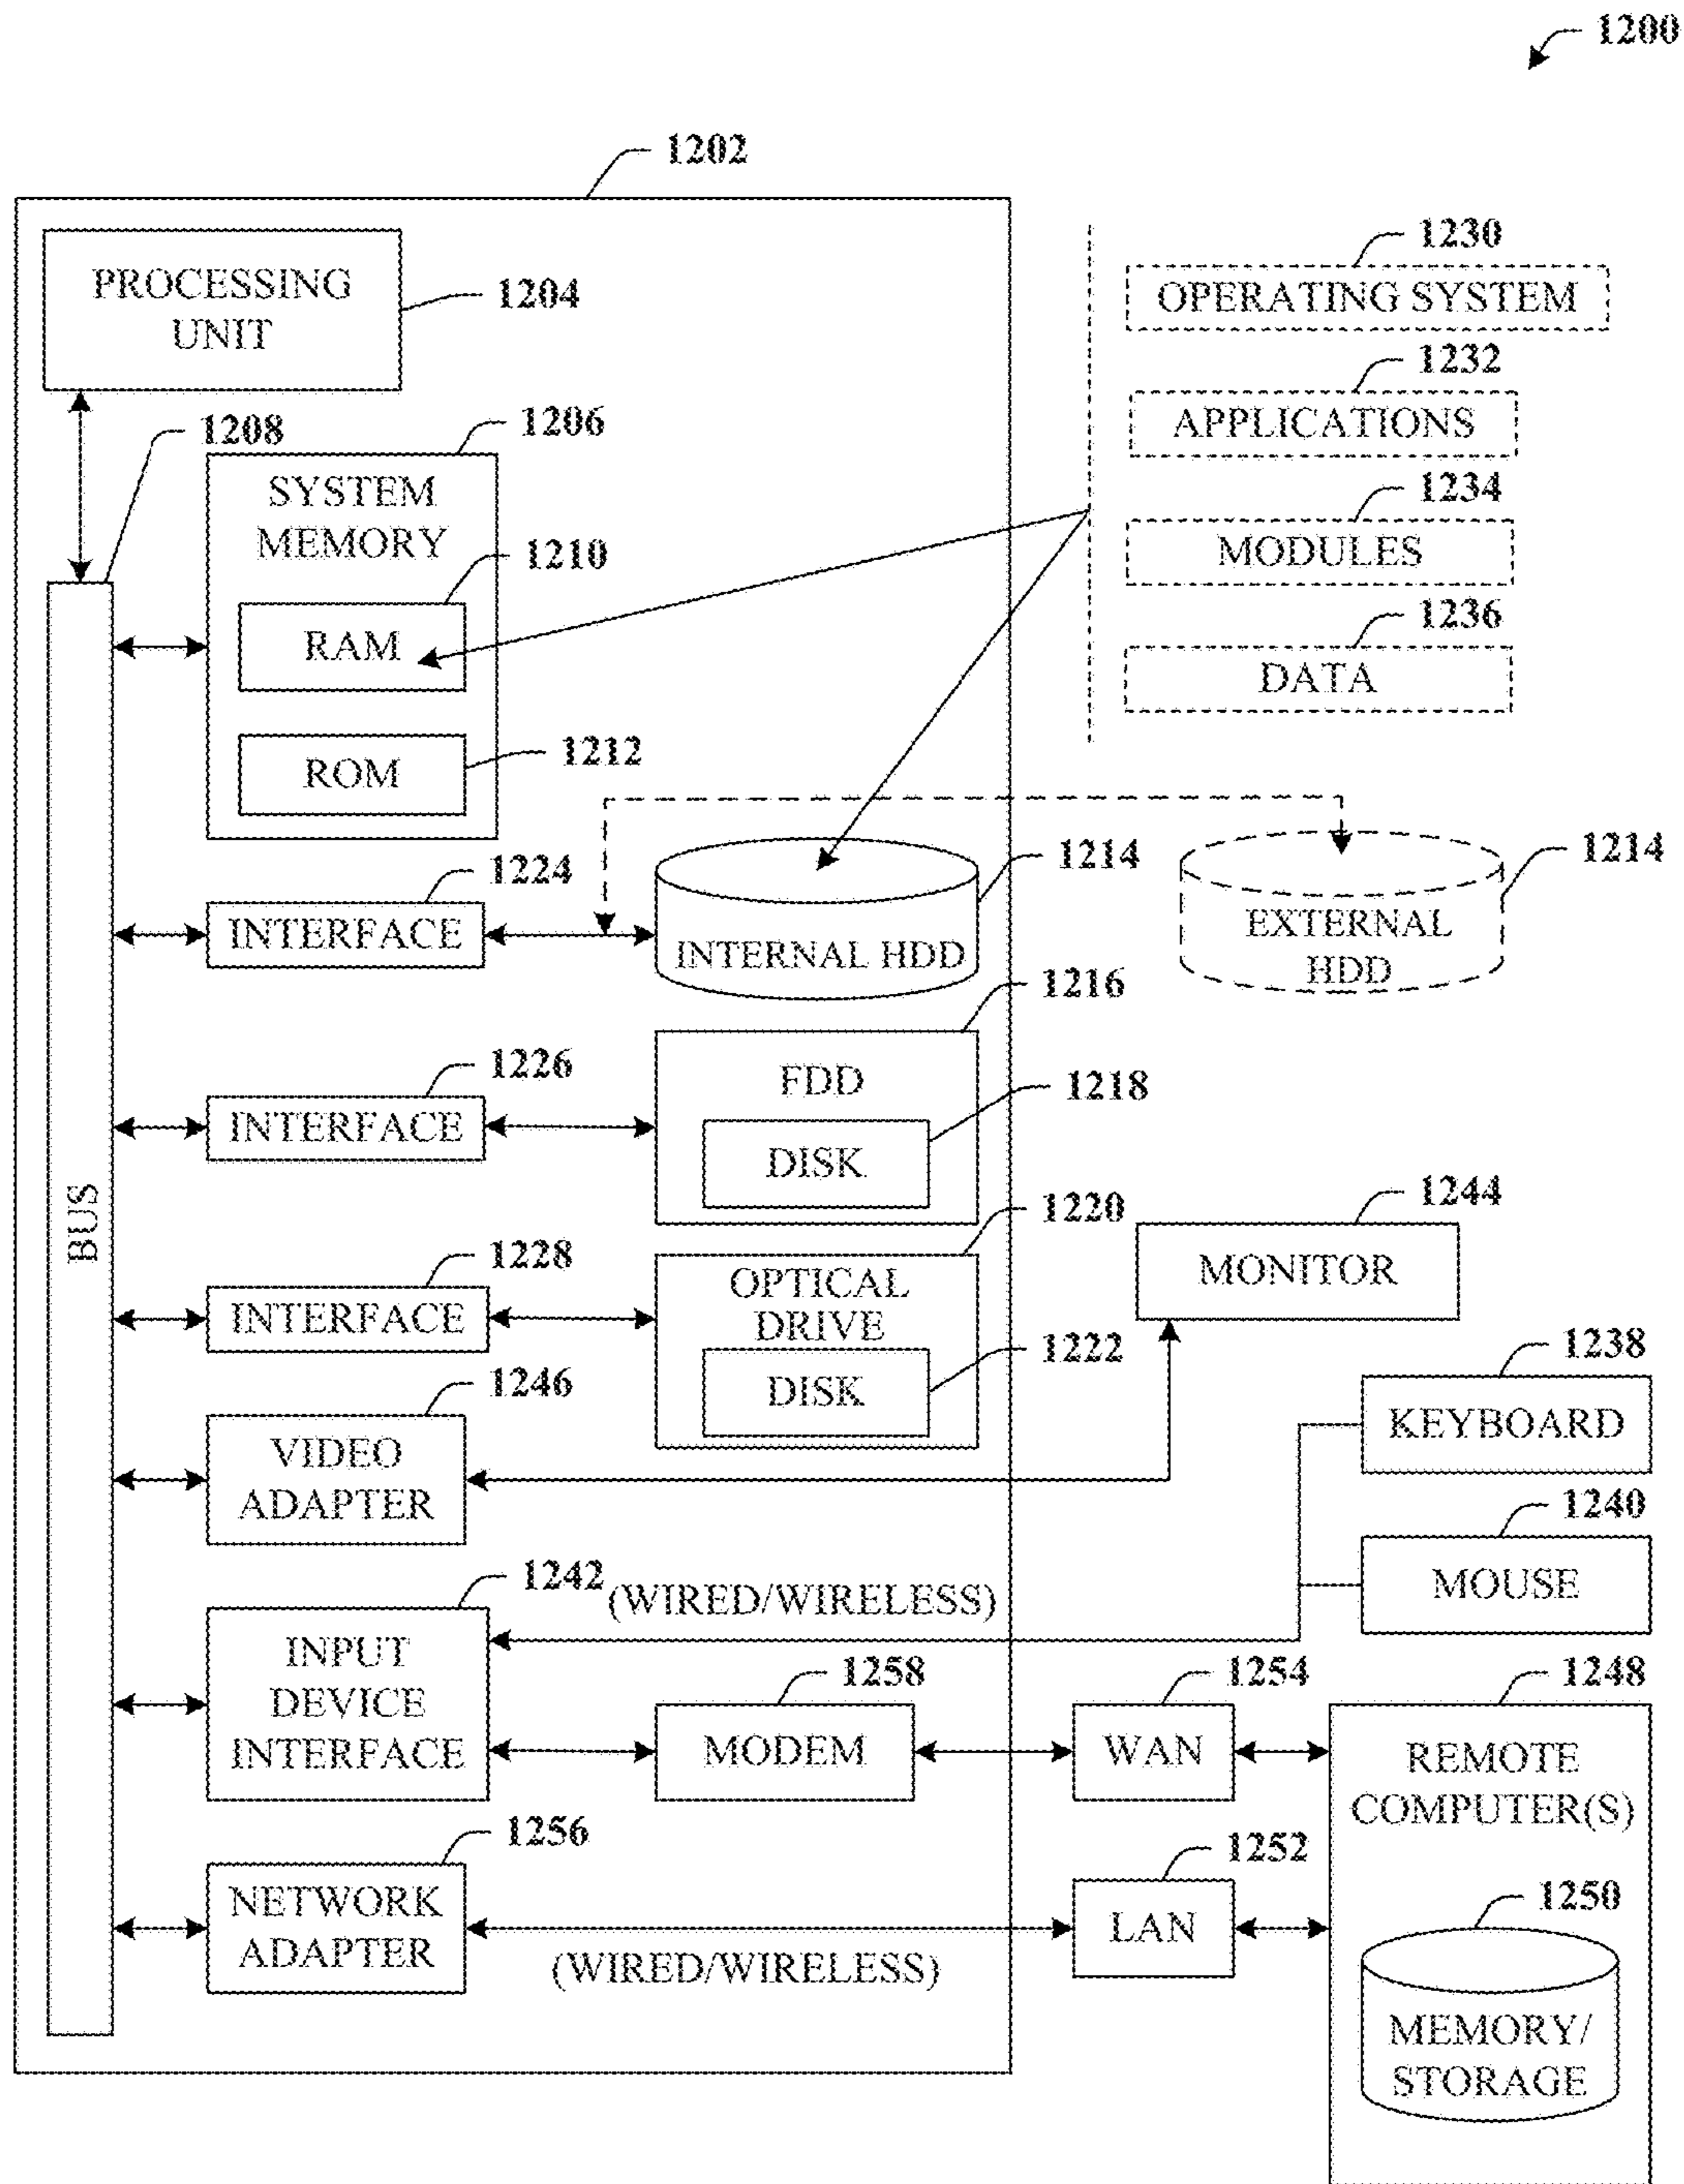 1200
1202
PROCESSING
UNIT
1204
1230
OPERATING SYSTEM
1232
APPLICATIONS
1234
MODULES
1236
DATA
1208
1206
SYSTEM
MEMORY
1210
RAM
1212
ROM
BUS
1224
INTERFACE
1214
INTERNAL HDD
1214
EXTERNAL
HDD
1216
FDD
1226
INTERFACE
1218
DISK
1220
OPTICAL
DRIVE
1228
INTERFACE
1222
DISK
1244
MONITOR
1246
VIDEO
ADAPTER
1238
KEYBOARD
1240
MOUSE
1242
(WIRED/WIRELESS)
INPUT
DEVICE
INTERFACE
1258
MODEM
1254
WAN
1248
REMOTE
COMPUTER(S)
1256
NETWORK
ADAPTER
(WIRED/WIRELESS)
1252
LAN
1250
MEMORY/
STORAGE